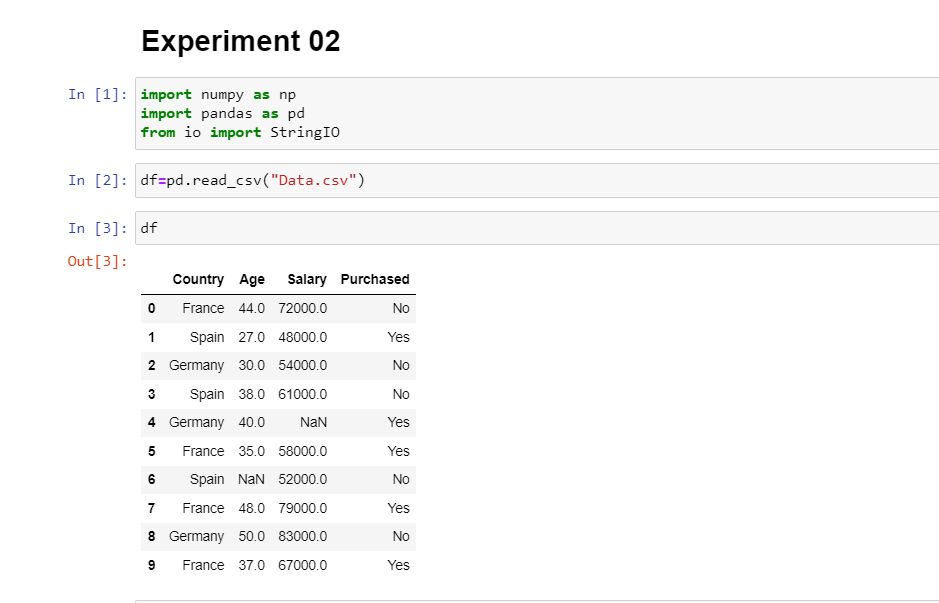 Experiment 02
In [1]: import numpy as np
import pandas as pd
from io import StringIO
In [2]: df=pd.read_csv("Data.csv")
In [3]: df
Out[3]:
Country Age Salary Purchased
0 France 44.0 72000.0 No
1 Spain 27.0 48000.0 Yes
2 Germany 30.0 54000.0 No
3 Spain 38.0 61000.0 No
4 Germany 40.0 NaN Yes
5 France 35.0 58000.0 Yes
6 Spain NaN 52000.0 No
7 France 48.0 79000.0 Yes
8 Germany 50.0 83000.0 No
9 France 37.0 67000.0 Yes